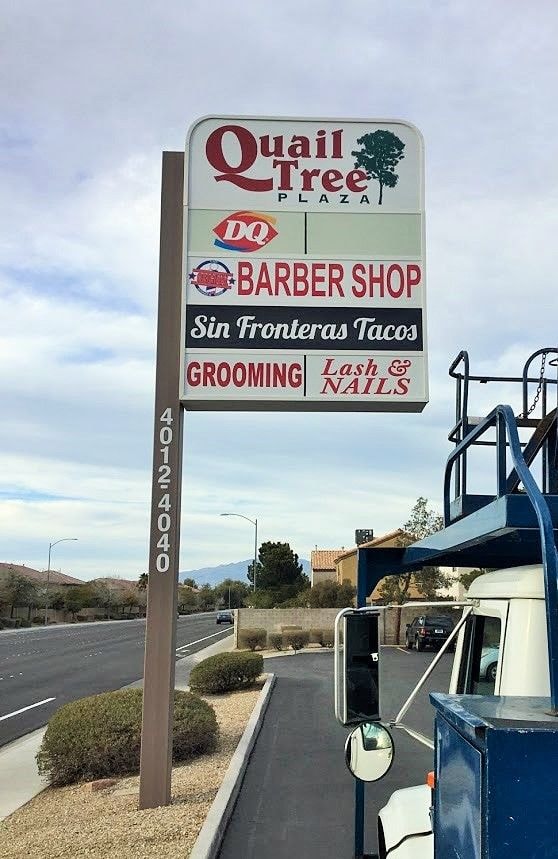 Quail
Tree
PLAZA
DQ
BARBER SHOP
Sin Fronteras Tacos
GROOMING
Lash &
NAILS
4012-4040